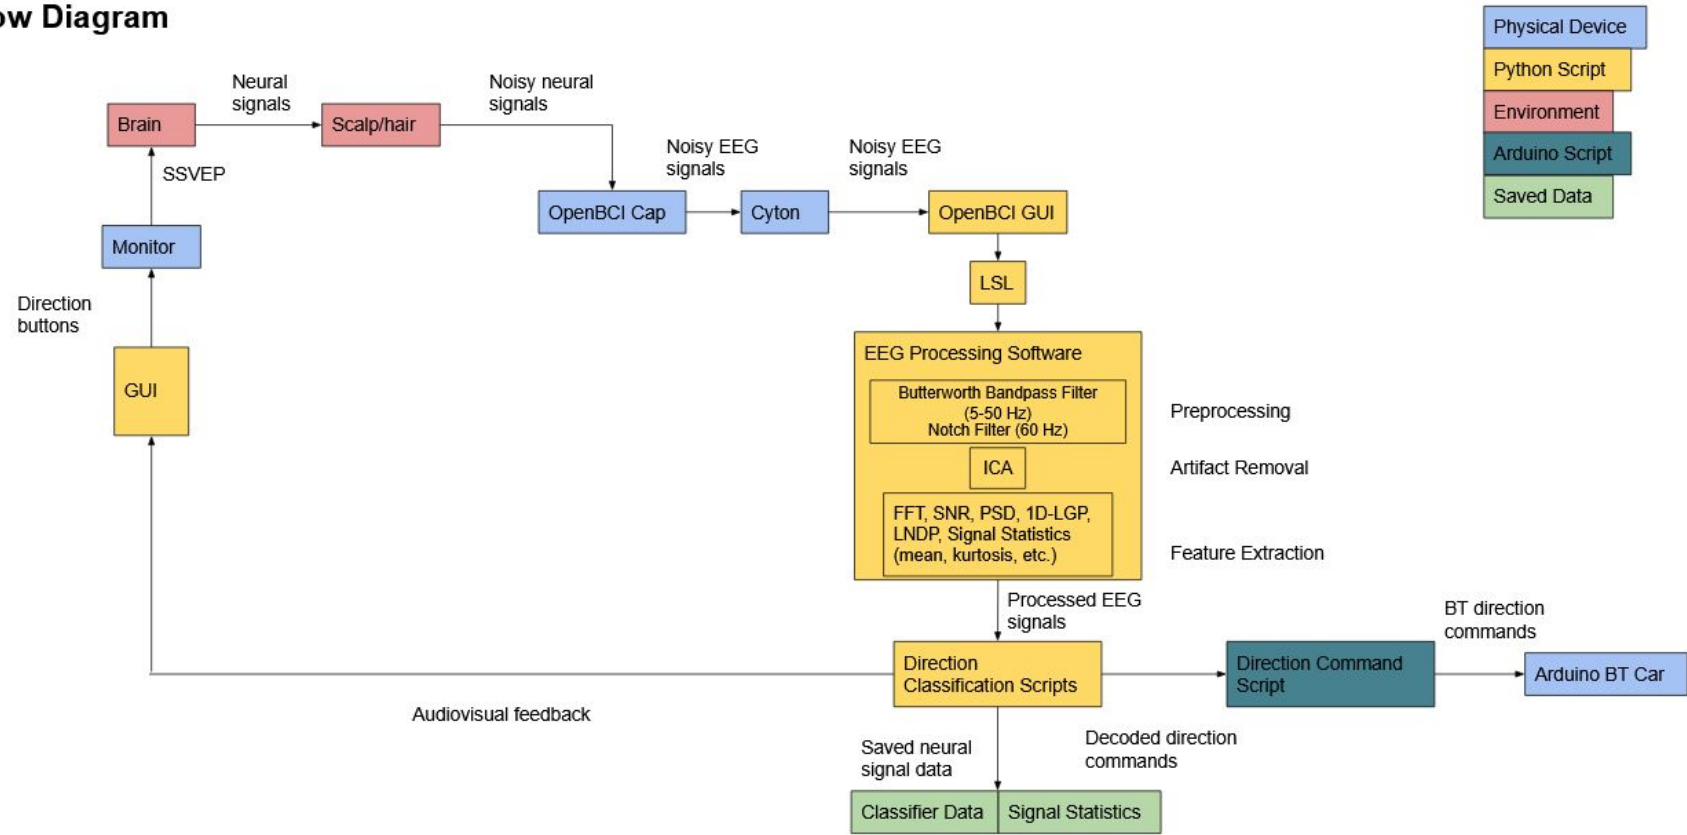 ow Diagram
Physical Device
Python Script
Environment
Arduino Script
Saved Data
Neural
signals
Noisy neural
signals
Brain
Scalp/hair
SSVEP
Noisy EEG
signals
Noisy EEG
signals
OpenBCI Cap
Cyton
OpenBCI GUI
Monitor
LSL
Direction
buttons
GUI
EEG Processing Software
Butterworth Bandpass Filter
(5-50 Hz)
Notch Filter (60 Hz)
Preprocessing
ICA
Artifact Removal
FFT, SNR, PSD, 1D-LGP,
LNDP, Signal Statistics
(mean, kurtosis, etc.)
Feature Extraction
Processed EEG
signals
BT direction
commands
Direction
Classification Scripts
Direction Command
Script
Arduino BT Car
Audiovisual feedback
Saved neural
signal data
Decoded direction
commands
Classifier Data
Signal Statistics